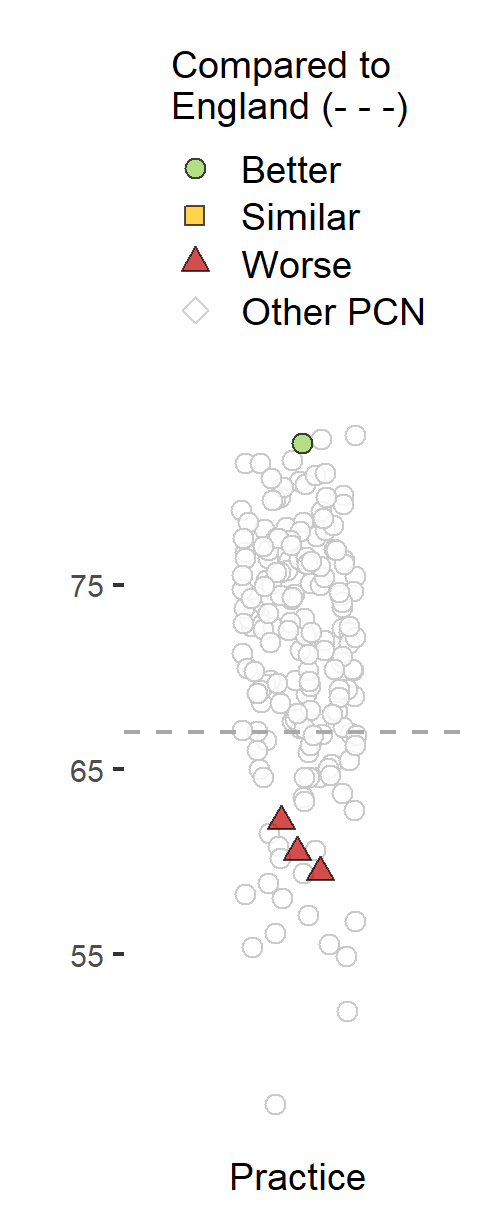 Compared to
England (- - -)
Better
Similar
Worse
Other PCN
75
65
55
Practice